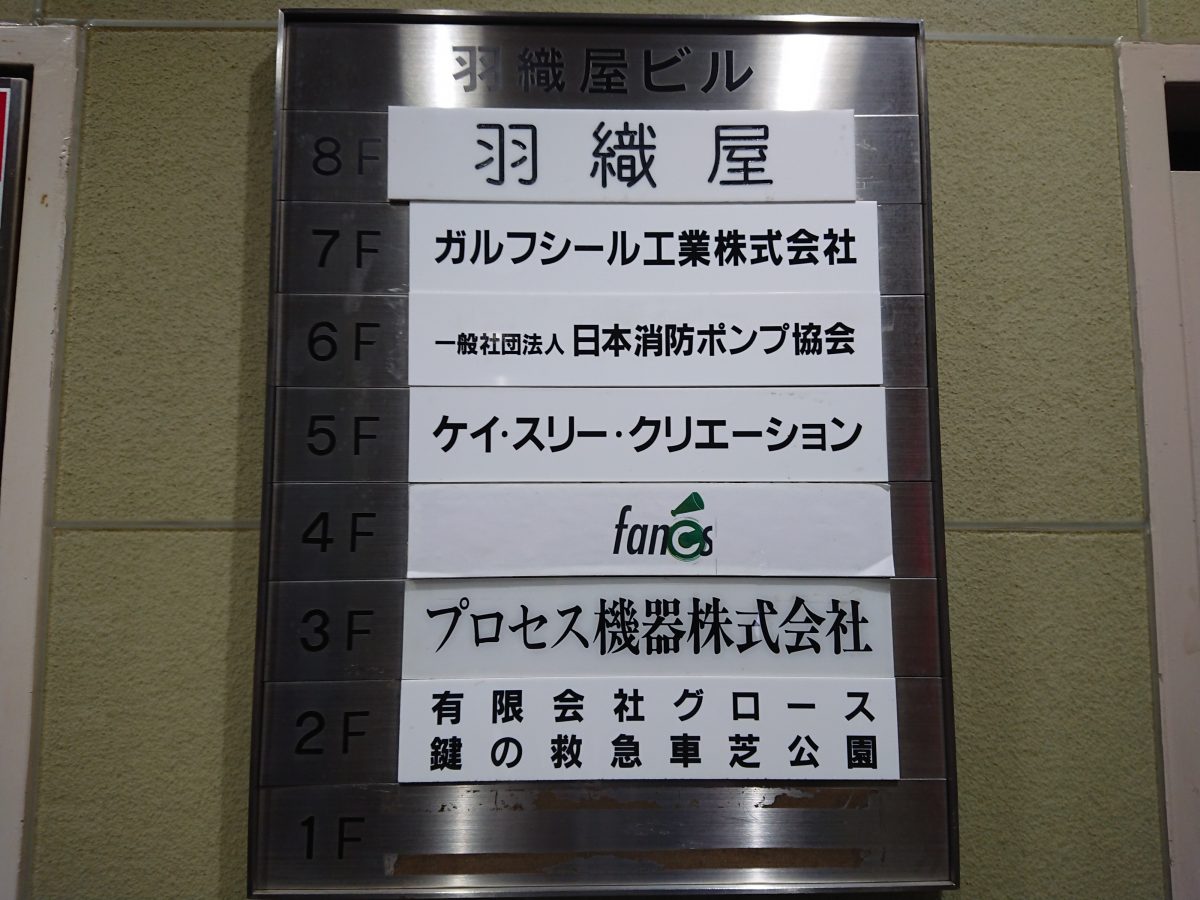 羽織屋ビル
8F 羽織屋
7F ガルフシール工業株式会社
6F 一般社団法人 日本消防ポンプ協会
5F ケイ・スリー・クリエーション
4F fancs
3F プロセス機器株式会社
2F 有限会社グロース
鍵の救急車芝公園
1F